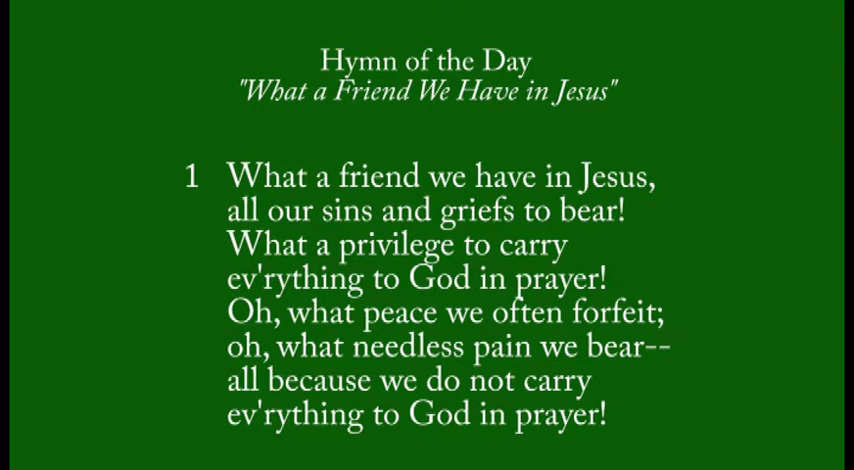 Hymn of the Day
"What a Friend We Have in Jesus"
1 What a friend we have in Jesus,
all our sins and griefs to bear!
What a privilege to carry
ev'rything to God in prayer!
Oh, what peace we often forfeit;
oh, what needless pain we bear--
all because we do not carry
ev'rything to God in prayer!